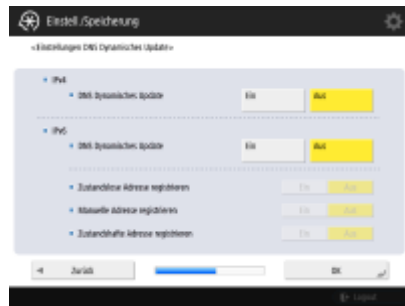 Einstell./Speicherung
<Einstellungen DNS Dynamisches Update>
IPv4
DNS Dynamisches Update Ein Aus
IPv6
DNS Dynamisches Update Ein Aus
Zustandslose Adresse registrieren Ein Aus
Manuelle Adresse registrieren Ein Aus
Zustandshafte Adresse registrieren Ein Aus
Zurück OK
Logout